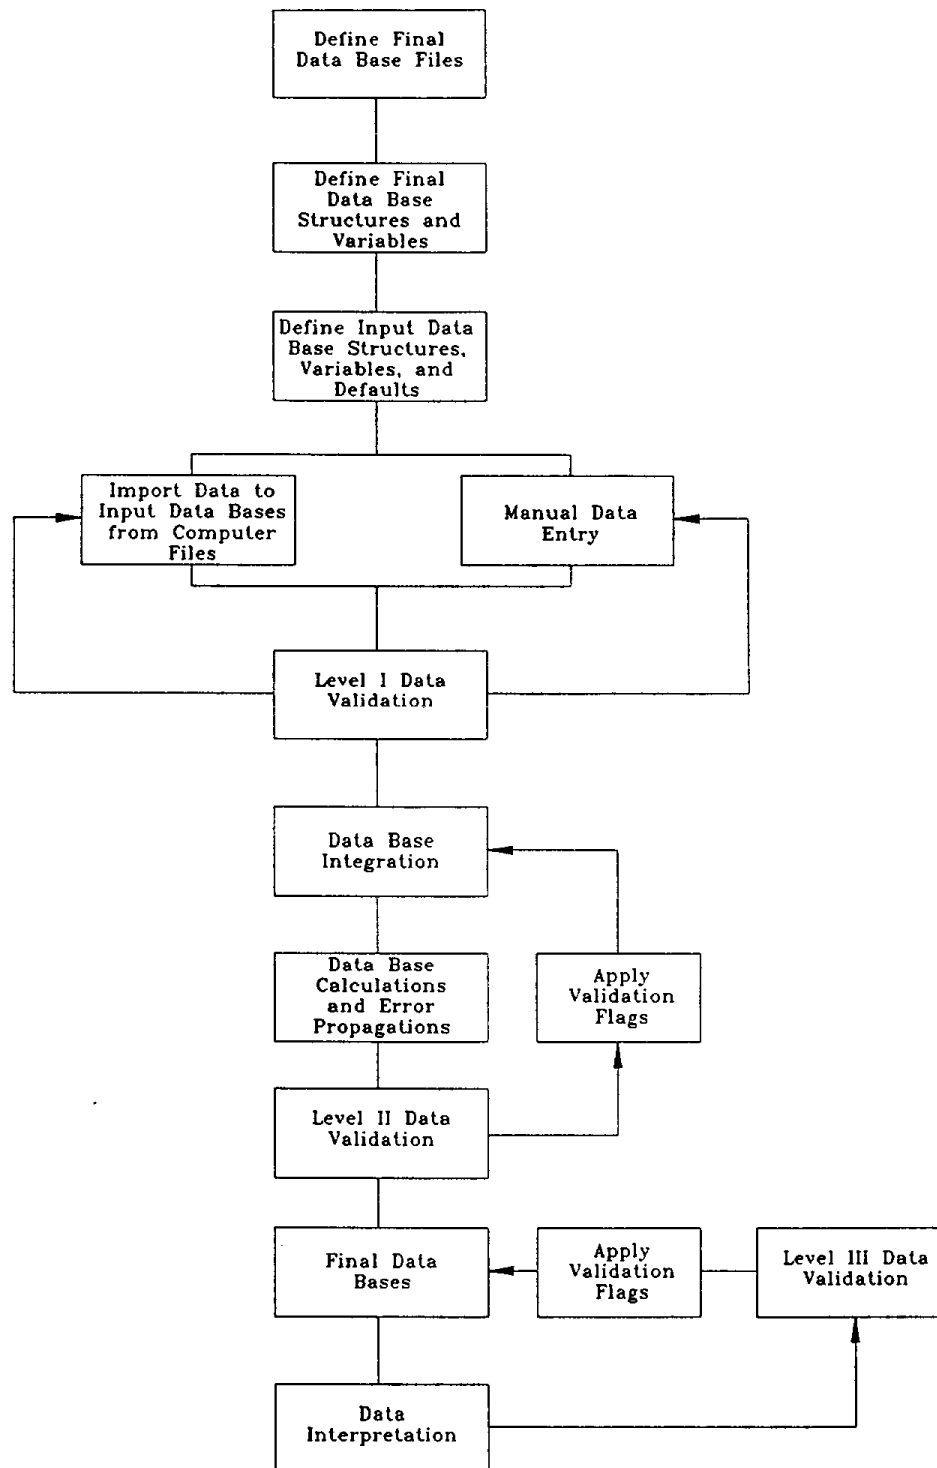 Define Final
Data Base Files
Define Final
Data Base
Structures and
Variables
Define Input Data
Base Structures,
Variables, and
Defaults
Import Data to
Input Data Bases
from Computer
Files
Manual Data
Entry
Level I Data
Validation
Data Base
Integration
Data Base
Calculations
and Error
Propagations
Apply
Validation
Flags
Level II Data
Validation
Final Data
Bases
Apply
Validation
Flags
Level III Data
Validation
Data
Interpretation